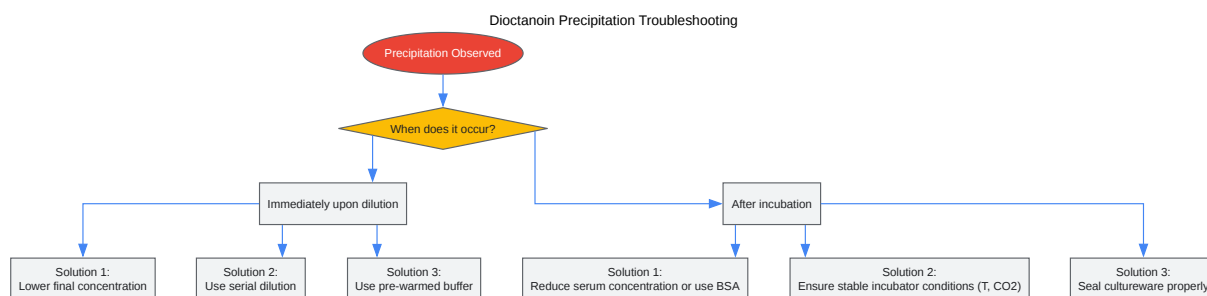 Dioctanoin Precipitation Troubleshooting
Precipitation Observed
When does it occur?
Immediately upon dilution
After incubation
Solution 1:
Lower final concentration
Solution 2:
Use serial dilution
Solution 3:
Use pre-warmed buffer
Solution 1:
Reduce serum concentration or use BSA
Solution 2:
Ensure stable incubator conditions (T, CO2)
Solution 3:
Seal cultureware properly